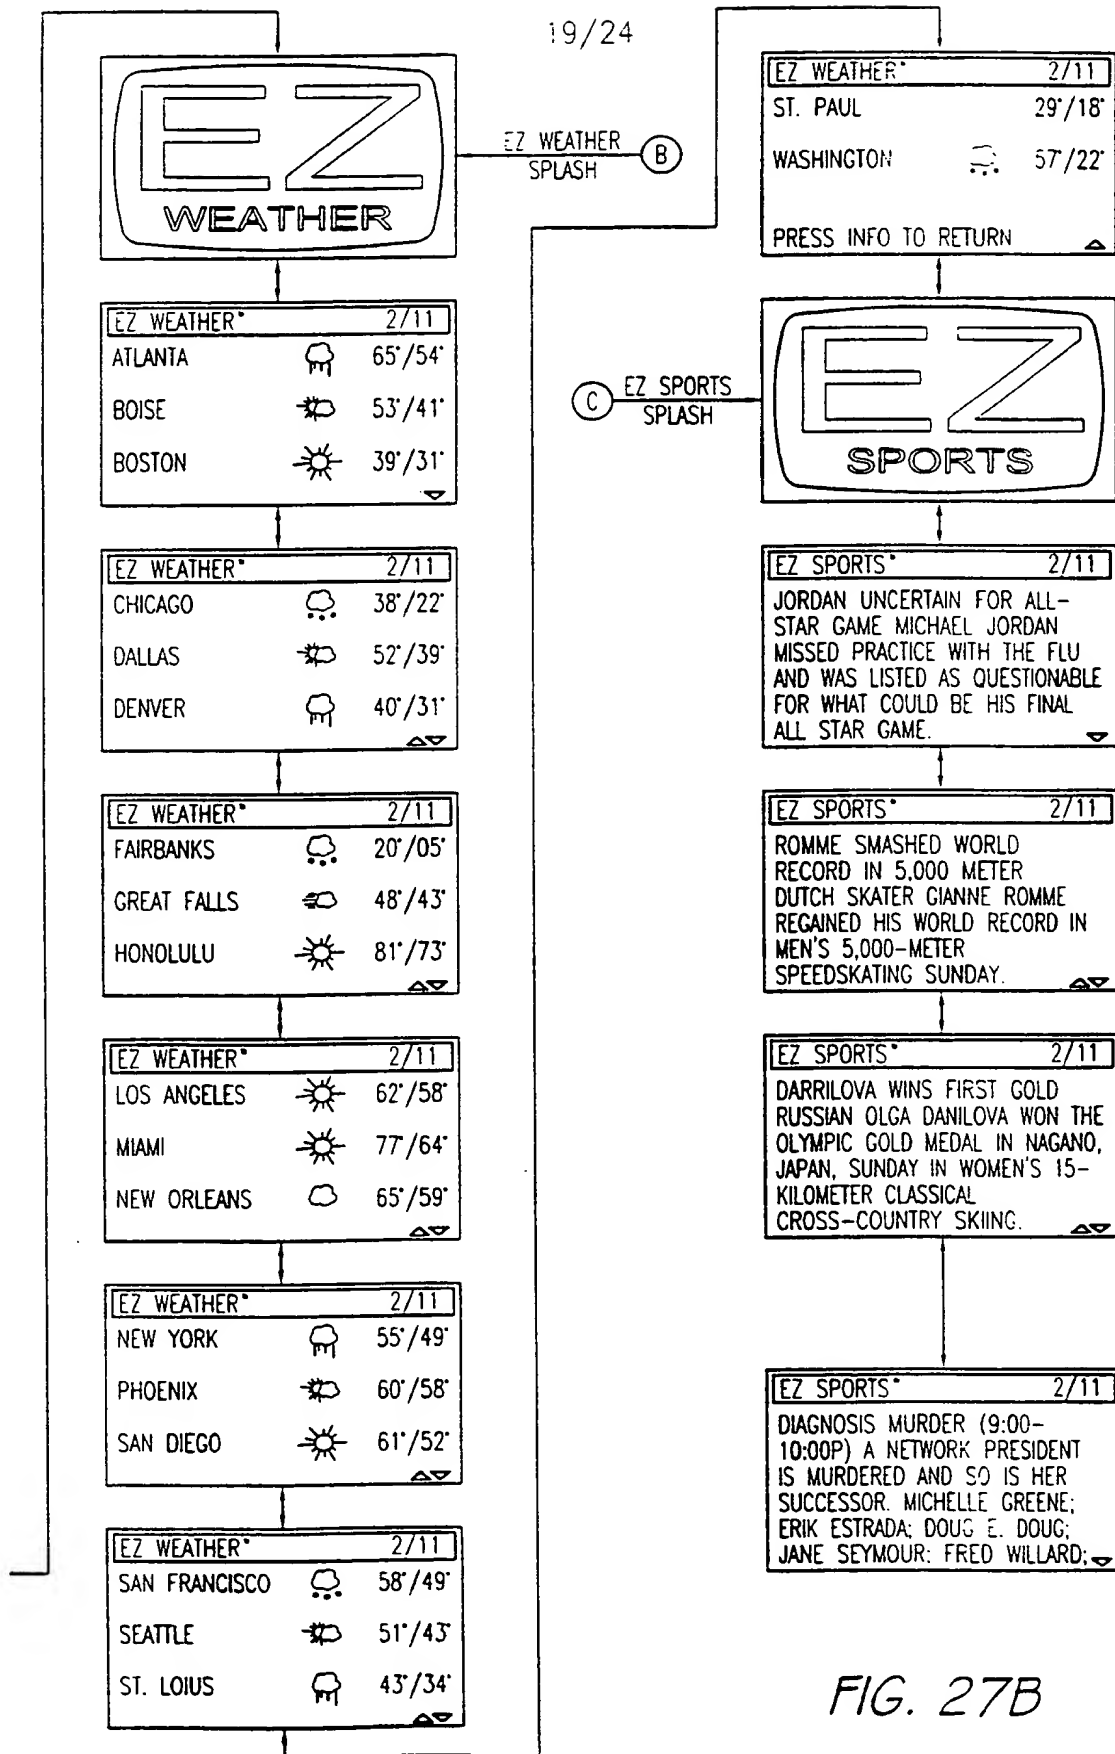 19/24
EZ
WEATHER
EZ WEATHER
SPLASH
B
EZ WEATHER• 2/11
ATLANTA 65°/54°
BOISE 53°/41°
BOSTON 39°/31°
EZ WEATHER• 2/11
CHICAGO 38°/22°
DALLAS 52°/39°
DENVER 40°/31°
EZ WEATHER• 2/11
FAIRBANKS 20°/05°
GREAT FALLS 48°/43°
HONOLULU 81°/73°
EZ WEATHER• 2/11
LOS ANGELES 62°/58°
MIAMI 77°/64°
NEW ORLEANS 65°/59°
EZ WEATHER• 2/11
NEW YORK 55°/49°
PHOENIX 60°/58°
SAN DIEGO 61°/52°
EZ WEATHER• 2/11
SAN FRANCISCO 58°/49°
SEATTLE 51°/43°
ST. LOIUS 43°/34°
EZ WEATHER• 2/11
ST. PAUL 29°/18°
WASHINGTON 57°/22°
PRESS INFO TO RETURN
C
EZ SPORTS
SPLASH
EZ
SPORTS
EZ SPORTS• 2/11
JORDAN UNCERTAIN FOR ALL-
STAR GAME MICHAEL JORDAN
MISSED PRACTICE WITH THE FLU
AND WAS LISTED AS QUESTIONABLE
FOR WHAT COULD BE HIS FINAL
ALL STAR GAME.
EZ SPORTS• 2/11
ROMME SMASHED WORLD
RECORD IN 5,000 METER
DUTCH SKATER GIANNE ROMME
REGAINED HIS WORLD RECORD IN
MEN'S 5,000-METER
SPEEDSKATING SUNDAY.
EZ SPORTS• 2/11
DARRILOVA WINS FIRST GOLD
RUSSIAN OLGA DANILOVA WON THE
OLYMPIC GOLD MEDAL IN NAGANO,
JAPAN, SUNDAY IN WOMEN'S 15-
KILOMETER CLASSICAL
CROSS-COUNTRY SKIING.
EZ SPORTS• 2/11
DIAGNOSIS MURDER (9:00-
10:00P) A NETWORK PRESIDENT
IS MURDERED AND SO IS HER
SUCCESSOR. MICHELLE GREENE;
ERIK ESTRADA; DOUG E. DOUG;
JANE SEYMOUR: FRED WILLARD;
FIG. 27B